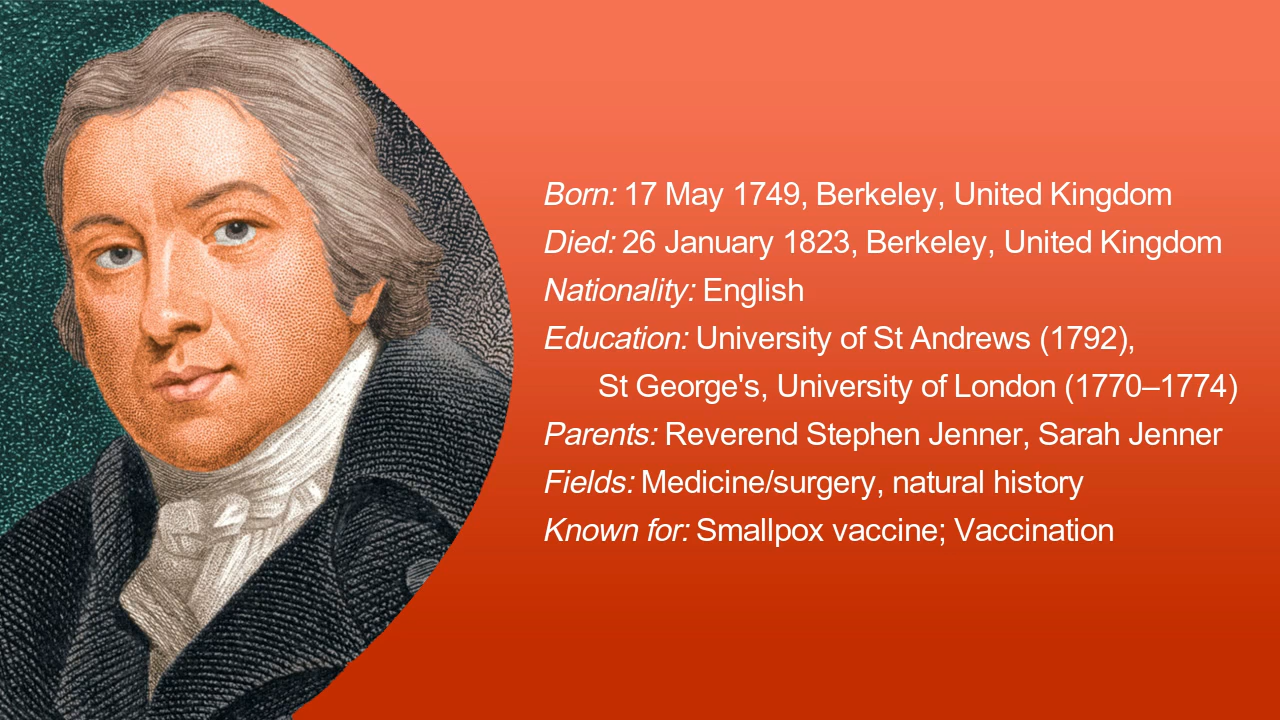 Born: 17 May 1749, Berkeley, United Kingdom
Died: 26 January 1823, Berkeley, United Kingdom
Nationality: English
Education: University of St Andrews (1792),
St George's, University of London (1770–1774)
Parents: Reverend Stephen Jenner, Sarah Jenner
Fields: Medicine/surgery, natural history
Known for: Smallpox vaccine; Vaccination